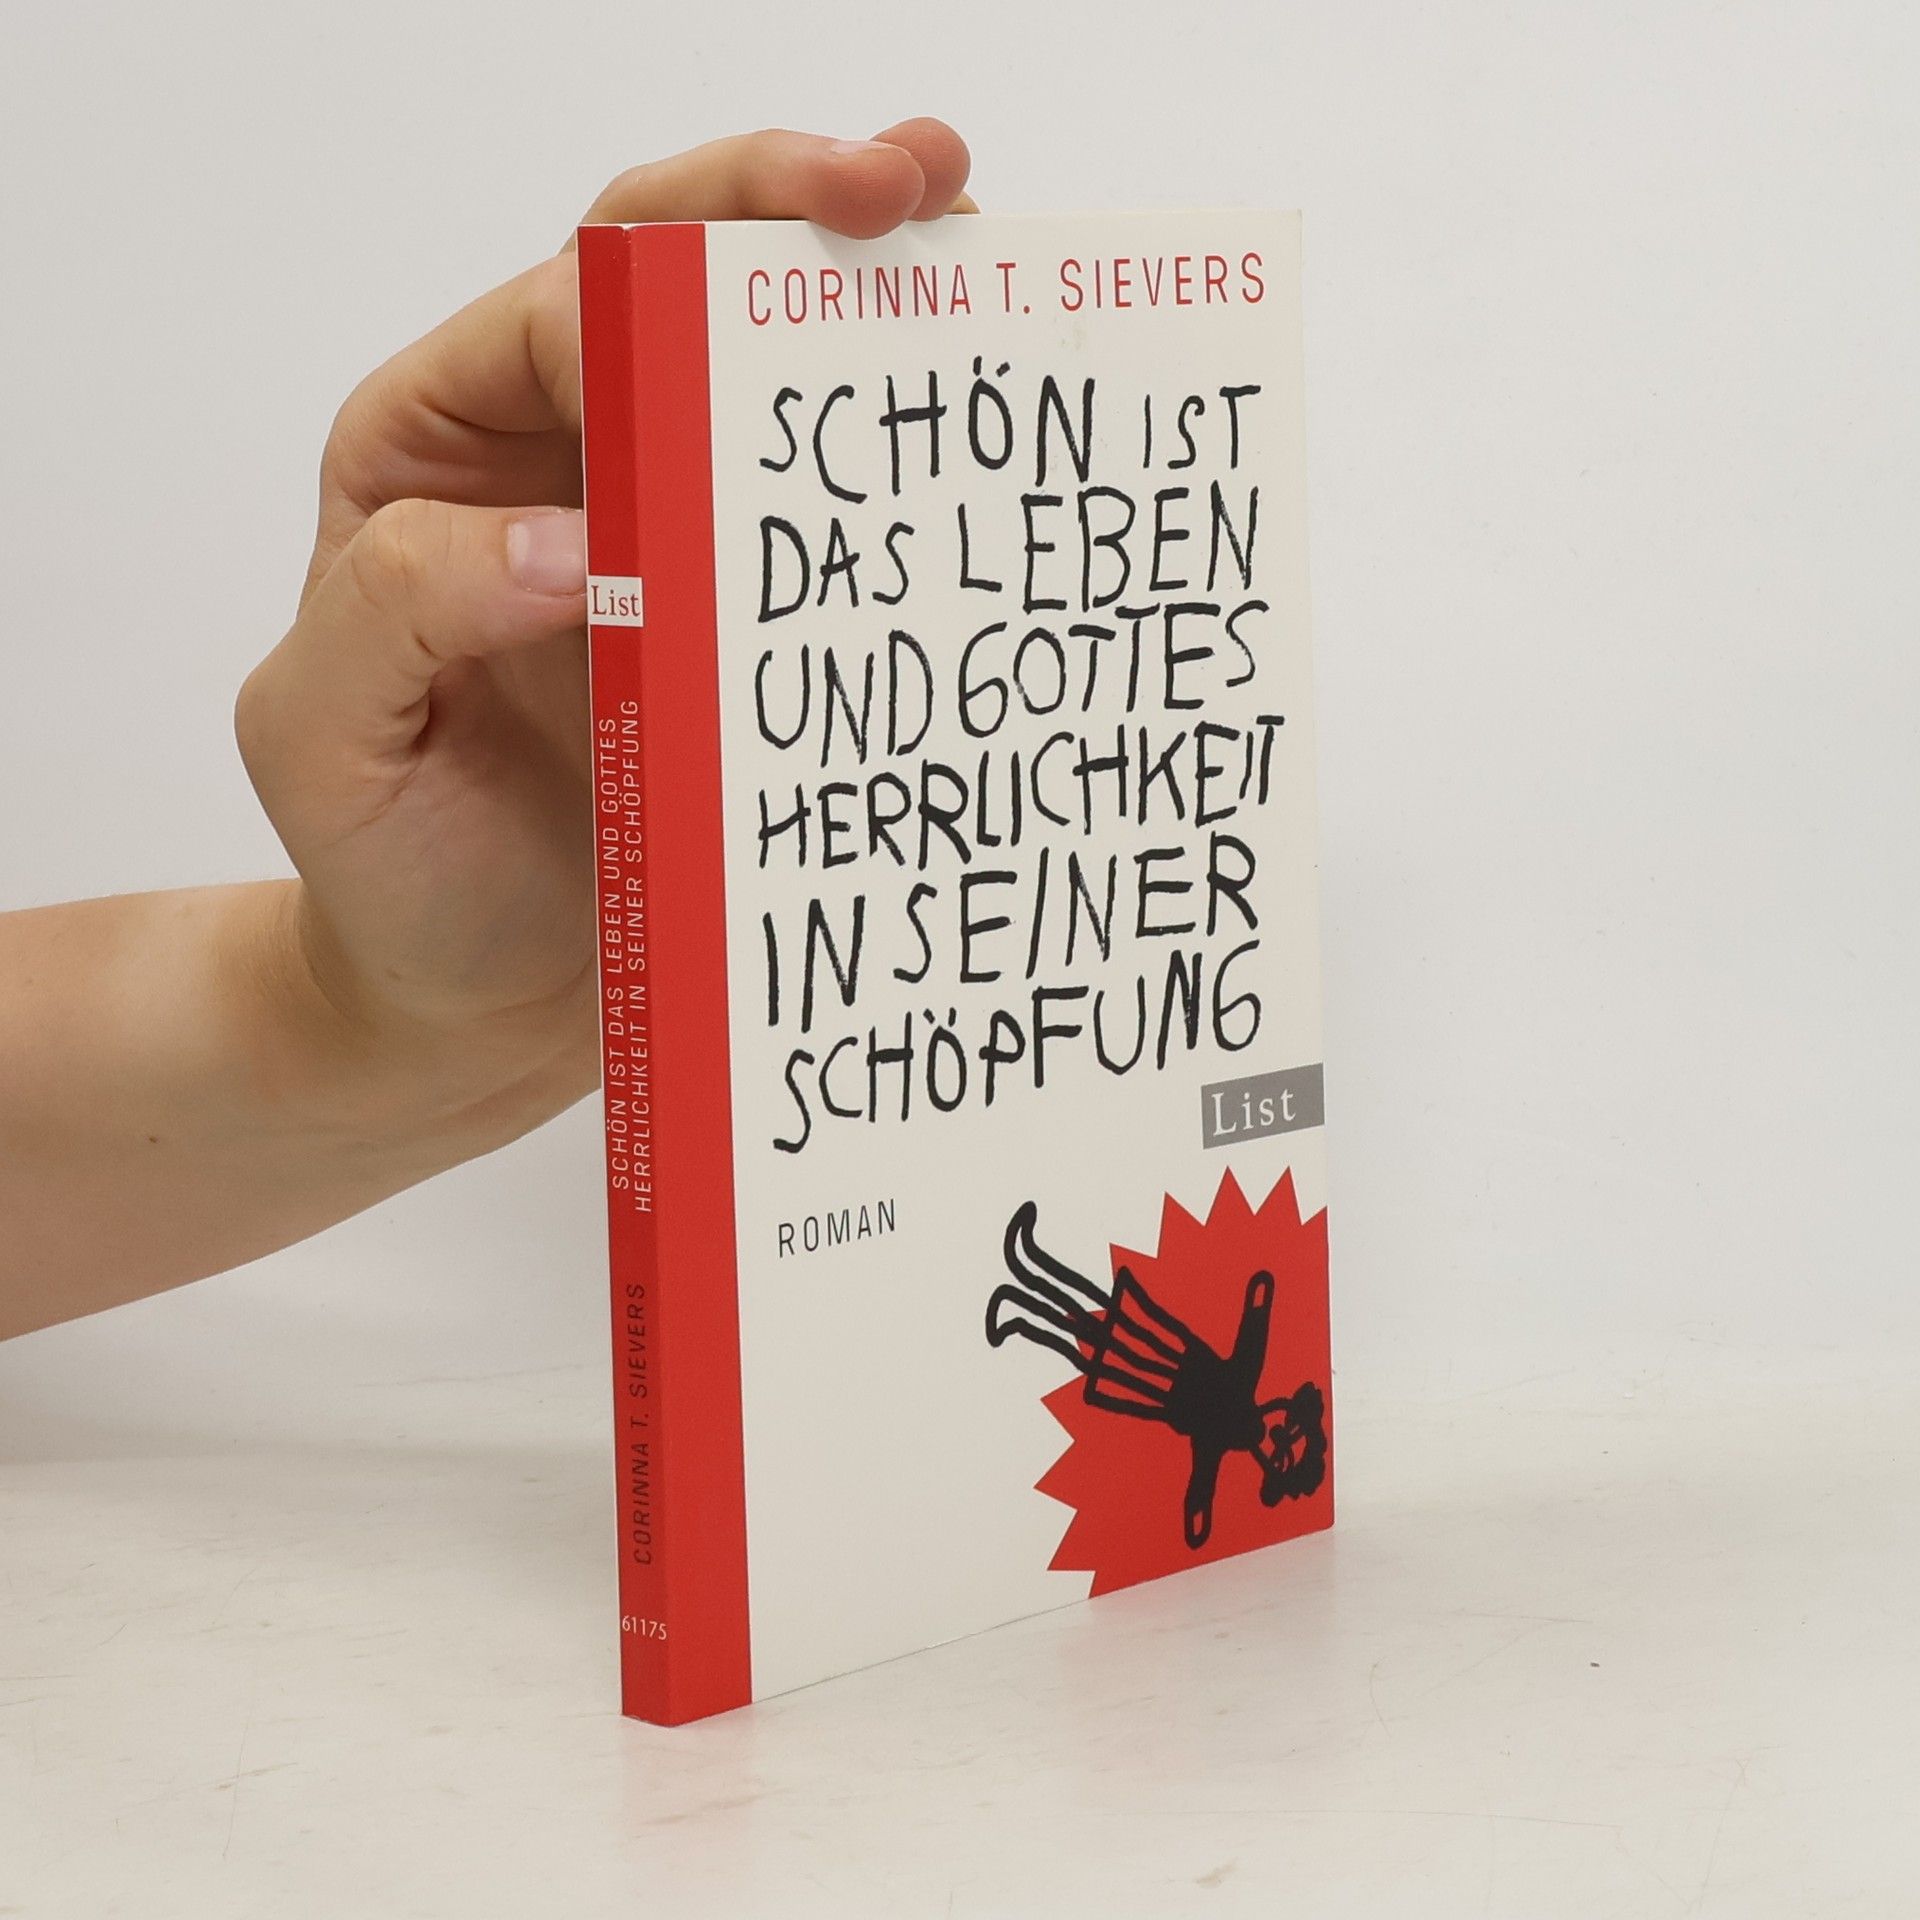 CORINNA T. SIEVERS
SCHÖN IST
DAS LEBEN
UND GOTTES
HERRLICHKEIT
IN SEINER
SCHÖPFUNG
List
ROMAN
List
SCHÖN IST DAS LEBEN UND GOTTES
HERRLICHKEIT IN SEINER SCHÖPFUNG
CORINNA T. SIEVERS
61175